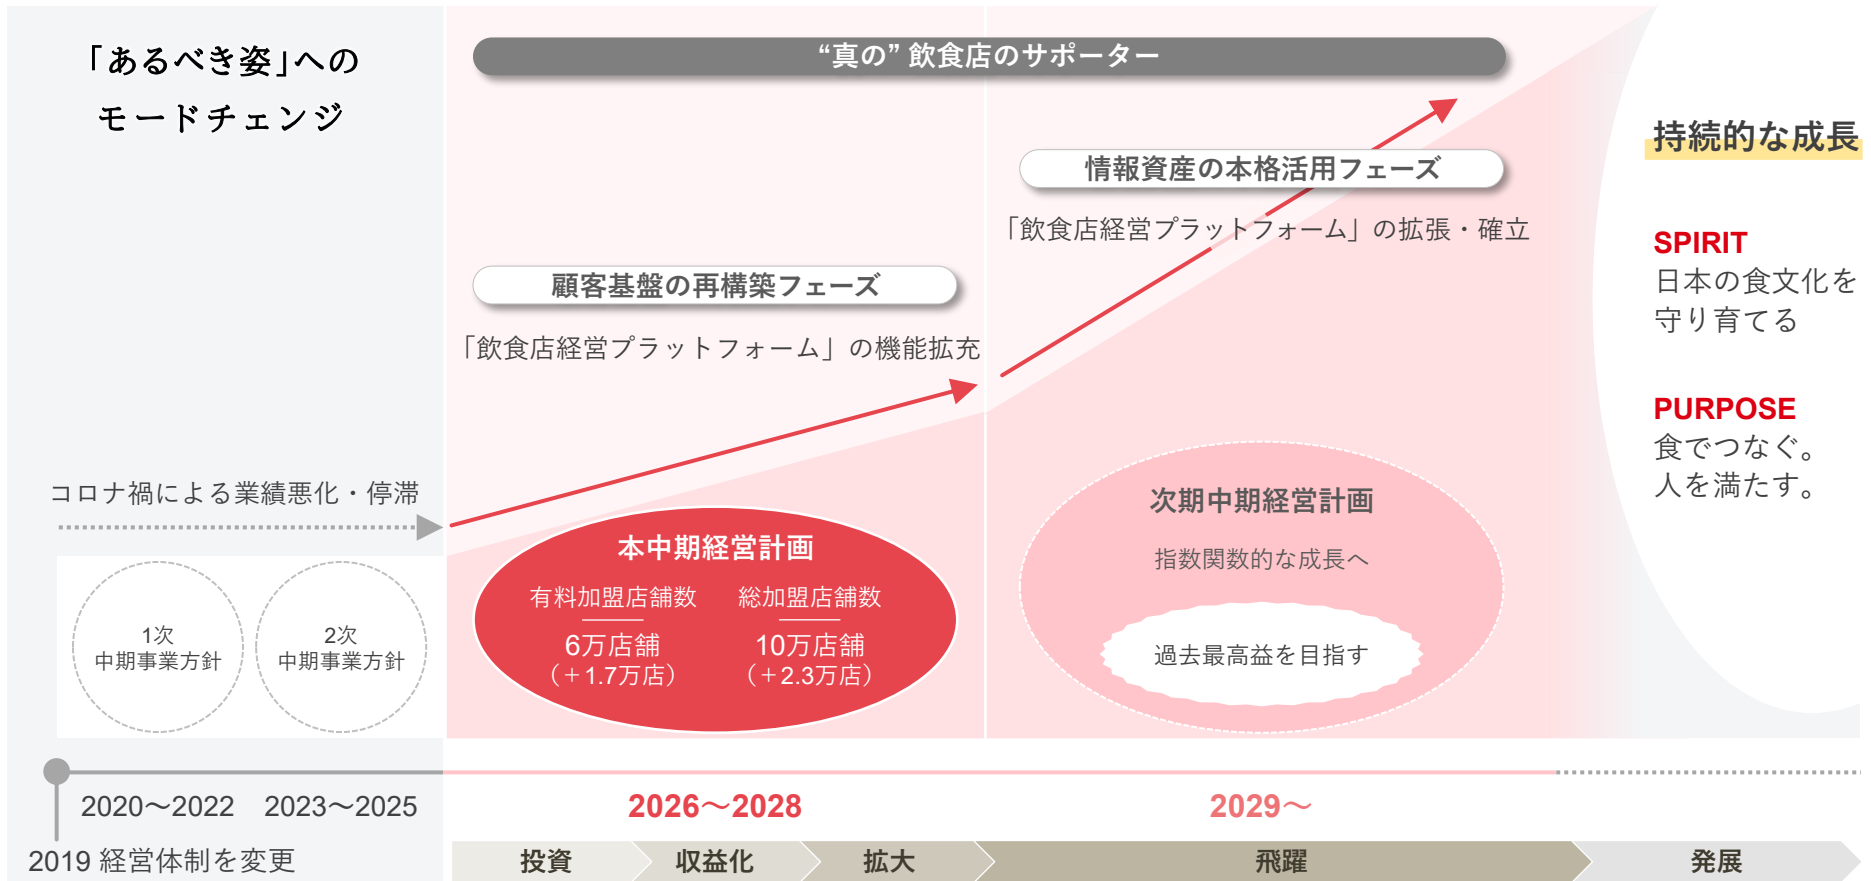 「あるべき姿」への
モードチェンジ
“真の” 飲食店のサポーター
情報資産の本格活用フェーズ
「飲食店経営プラットフォーム」の拡張・確立
顧客基盤の再構築フェーズ
「飲食店経営プラットフォーム」の機能拡充
持続的な成長
SPIRIT
日本の食文化を
守り育てる
PURPOSE
食でつなぐ。
人を満たす。
コロナ禍による業績悪化・停滞
1次
中期事業方針
2次
中期事業方針
本中期経営計画
有料加盟店舗数
6万店舗
(＋1.7万店)
総加盟店舗数
10万店舗
(＋2.3万店)
次期中期経営計画
指数関数的な成長へ
過去最高益を目指す
2020～2022
2023～2025
2026～2028
2029～
2019 経営体制を変更
投資
収益化
拡大
飛躍
発展